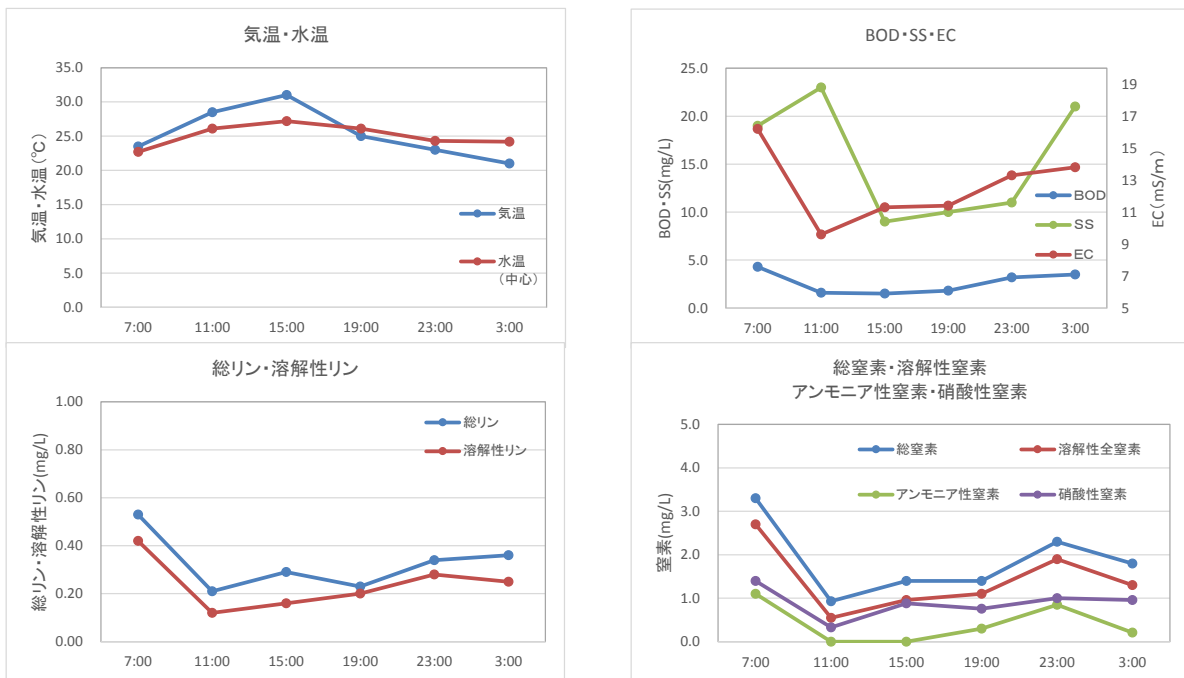 気温・水温
35.0
30.0
25.0
20.0
15.0
10.0
5.0
0.0
気温・水温(℃)
7:00 11:00 15:00 19:00 23:00 3:00
気温
水温
(中心)
BOD・SS・EC
25.0
20.0
15.0
10.0
5.0
0.0
BOD・SS(mg/L)
19
17
15
13
11
9
7
5
EC(mS/m)
BOD
SS
EC
7:00 11:00 15:00 19:00 23:00 3:00
総リン・溶解性リン
1.00
0.80
0.60
0.40
0.20
0.00
総リン・溶解性リン(mg/L)
総リン
溶解性リン
7:00 11:00 15:00 19:00 23:00 3:00
総窒素・溶解性窒素
アンモニア性窒素・硝酸性窒素
5.0
4.0
3.0
2.0
1.0
0.0
窒素(mg/L)
総窒素 溶解性全窒素
アンモニア性窒素 硝酸性窒素
7:00 11:00 15:00 19:00 23:00 3:00